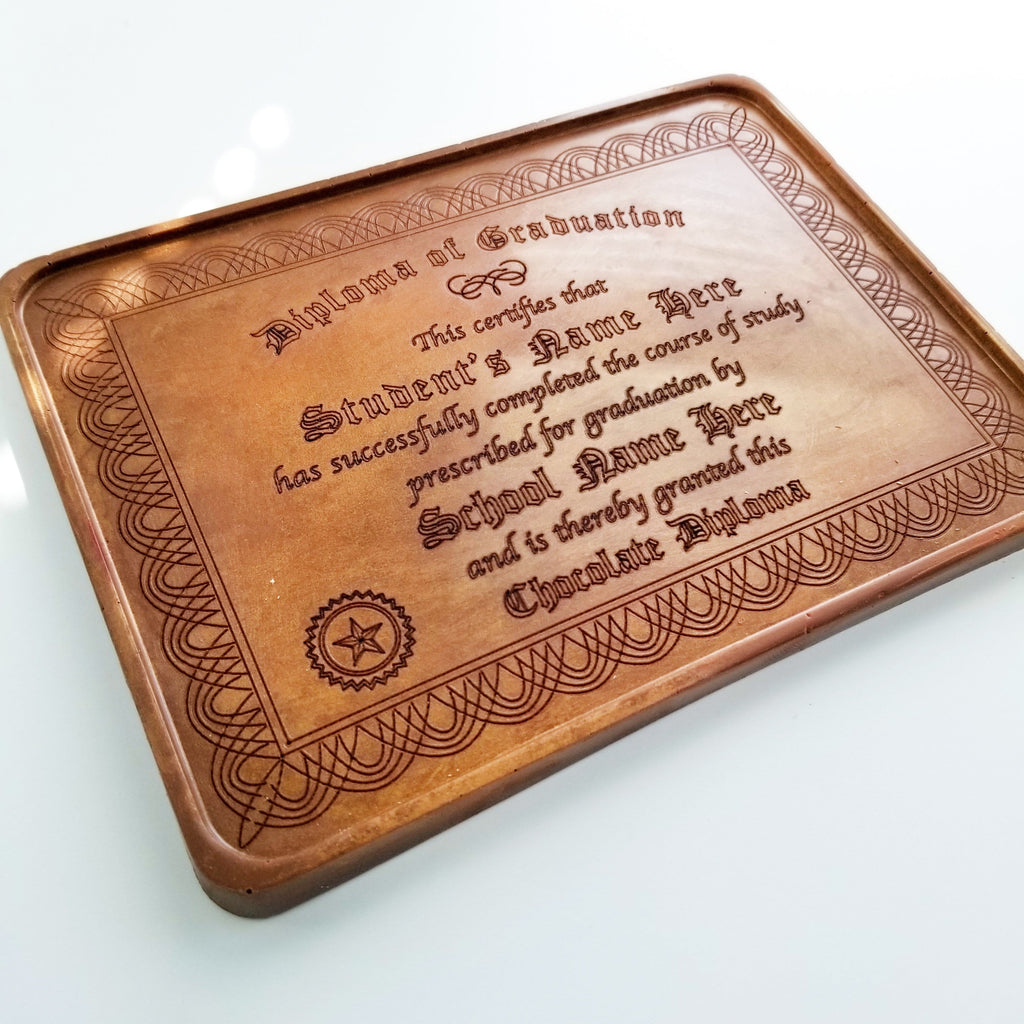 Diploma of Graduation
This certifies that
Student's Name Here
has successfully completed the course of study
prescribed for graduation by
School Name Here
and is thereby granted this
Chocolate Diploma